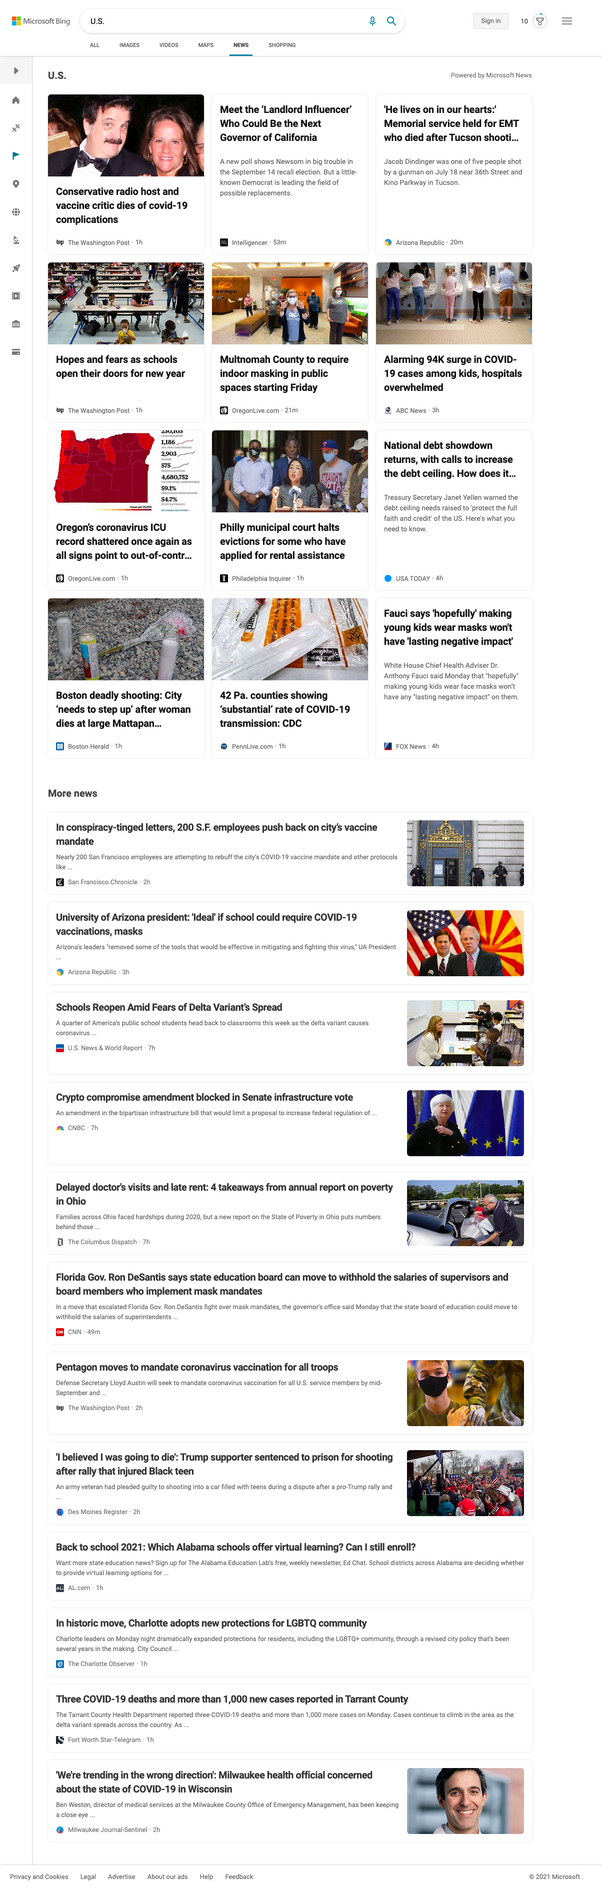 Microsoft Bing
U.S.
Sign in
10
ALL
IMAGES
VIDEOS
MAPS
NEWS
SHOPPING
U.S.
Powered by Microsoft News
Conservative radio host and
vaccine critic dies of covid-19
complications
The Washington Post · 1h
Meet the ‘Landlord Influencer’
Who Could Be the Next
Governor of California
A new poll shows Newsom in big trouble in
the September 14 recall election. But a little-
known Democrat is leading the field of
possible replacements.
Intelligencer · 53m
'He lives on in our hearts:'
Memorial service held for EMT
who died after Tucson shooti...
Jacob Dindinger was one of five people shot
by a gunman on July 18 near 36th Street and
Kino Parkway in Tucson.
Arizona Republic · 20m
Hopes and fears as schools
open their doors for new year
The Washington Post · 1h
Multnomah County to require
indoor masking in public
spaces starting Friday
OregonLive.com · 21m
Alarming 94K surge in COVID-
19 cases among kids, hospitals
overwhelmed
ABC News · 3h
1,186
2,903
575
4,680,752
59.1%
54.7%
Oregon’s coronavirus ICU
record shattered once again as
all signs point to out-of-contr...
OregonLive.com · 1h
Philly municipal court halts
evictions for some who have
applied for rental assistance
Philadelphia Inquirer · 1h
National debt showdown
returns, with calls to increase
the debt ceiling. How does it...
Treasury Secretary Janet Yellen warned the
debt ceiling needs raised to 'protect the full
faith and credit' of the US. Here's what you
need to know.
USA TODAY · 4h
Boston deadly shooting: City
‘needs to step up’ after woman
dies at large Mattapan...
Boston Herald · 1h
42 Pa. counties showing
‘substantial’ rate of COVID-19
transmission: CDC
PennLive.com · 1h
Fauci says 'hopefully' making
young kids wear masks won't
have 'lasting negative impact'
White House Chief Health Adviser Dr.
Anthony Fauci said Monday that "hopefully"
making young kids wear face masks won't
have any "lasting negative impact" on them.
FOX News · 4h
More news
In conspiracy-tinged letters, 200 S.F. employees push back on city’s vaccine
mandate
Nearly 200 San Francisco employees are attempting to rebuff the city’s COVID-19 vaccine mandate and other protocols
like ...
San Francisco Chronicle · 2h
University of Arizona president: 'Ideal' if school could require COVID-19
vaccinations, masks
Arizona's leaders "removed some of the tools that would be effective in mitigating and fighting this virus," UA President
...
Arizona Republic · 3h
Schools Reopen Amid Fears of Delta Variant’s Spread
A quarter of America's public school students head back to classrooms this week as the delta variant causes
coronavirus ...
U.S. News & World Report · 7h
Crypto compromise amendment blocked in Senate infrastructure vote
An amendment in the bipartisan infrastructure bill that would limit a proposal to increase federal regulation of ...
CNBC · 7h
Delayed doctor's visits and late rent: 4 takeaways from annual report on poverty
in Ohio
Families across Ohio faced hardships during 2020, but a new report on the State of Poverty in Ohio puts numbers
behind those ...
The Columbus Dispatch · 7h
Florida Gov. Ron DeSantis says state education board can move to withhold the salaries of supervisors and
board members who implement mask mandates
In a move that escalated Florida Gov. Ron DeSantis fight over mask mandates, the governor's office said Monday that the state board of education could move to
withhold the salaries of superintendents ...
CNN · 49m
Pentagon moves to mandate coronavirus vaccination for all troops
Defense Secretary Lloyd Austin will seek to mandate coronavirus vaccination for all U.S. service members by mid-
September and ...
The Washington Post · 2h
'I believed I was going to die': Trump supporter sentenced to prison for shooting
after rally that injured Black teen
An army veteran had pleaded guilty to shooting into a car filled with teens during a dispute after a pro-Trump rally and
...
Des Moines Register · 2h
Back to school 2021: Which Alabama schools offer virtual learning? Can I still enroll?
Want more state education news? Sign up for The Alabama Education Lab's free, weekly newsletter, Ed Chat. School districts across Alabama are deciding whether
to provide virtual learning options for ...
AL.com · 1h
In historic move, Charlotte adopts new protections for LGBTQ community
Charlotte leaders on Monday night dramatically expanded protections for residents, including the LGBTQ+ community, through a revised city policy that's been
several years in the making. City Council ...
The Charlotte Observer · 1h
Three COVID-19 deaths and more than 1,000 new cases reported in Tarrant County
The Tarrant County Health Department reported three COVID-19 deaths and more than 1,000 more cases on Monday. Cases continue to climb in the area as the
delta variant spreads across the country. As ...
Fort Worth Star-Telegram · 1h
'We're trending in the wrong direction': Milwaukee health official concerned
about the state of COVID-19 in Wisconsin
Ben Weston, director of medical services at the Milwaukee County Office of Emergency Management, has been keeping
a close eye ...
Milwaukee Journal-Sentinel · 2h
Privacy and Cookies
Legal
Advertise
About our ads
Help
Feedback
© 2021 Microsoft